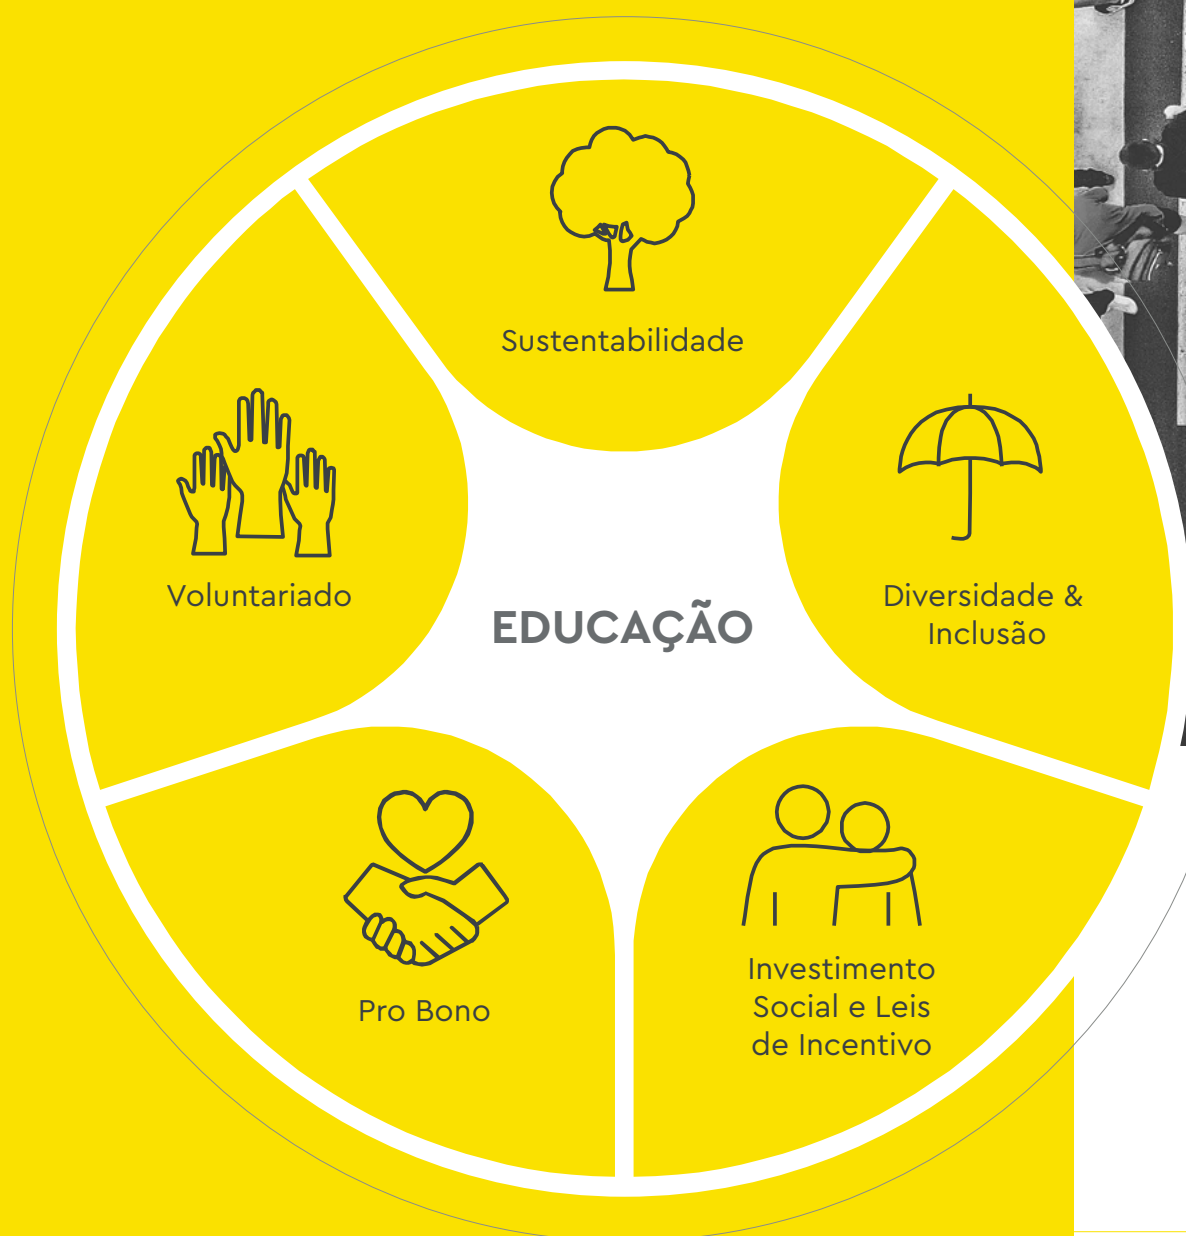 Sustentabilidade
Voluntariado
Diversidade &
Inclusão
EDUCAÇÃO
Pro Bono
Investimento
Social e Leis
de Incentivo